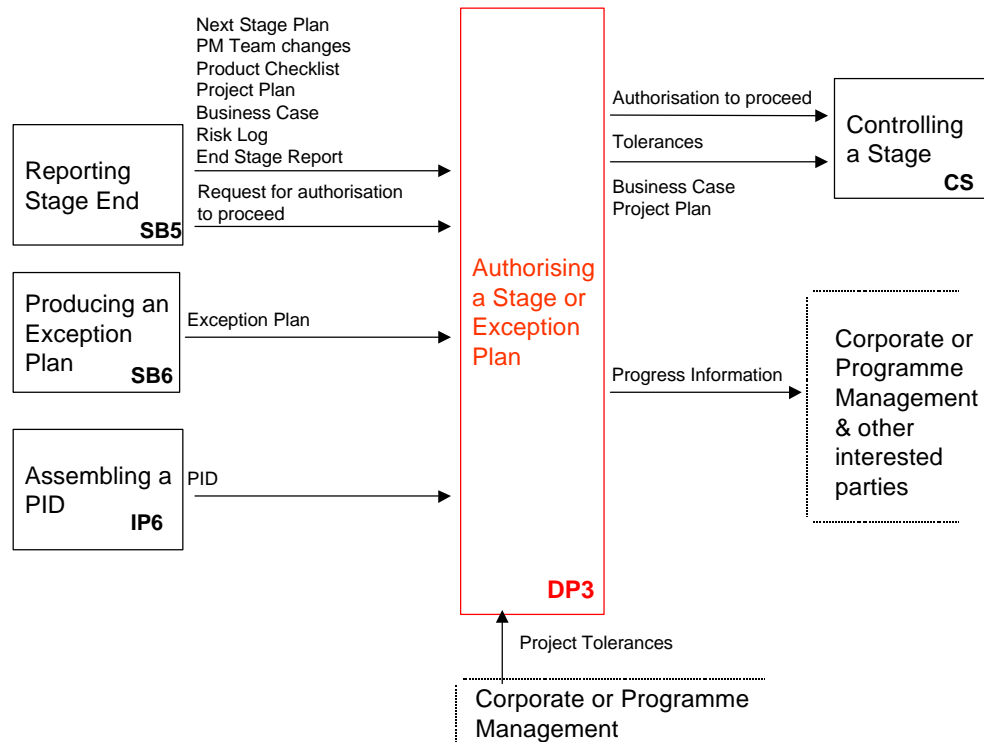 Next Stage Plan
PM Team changes
Product Checklist
Project Plan
Business Case
Risk Log
End Stage Report
Reporting
Stage End
SB5
Request for authorisation
to proceed
Producing an
Exception
Plan
SB6
Exception Plan
Assembling a
PID
IP6
PID
Authorising
a Stage or
Exception
Plan
DP3
Authorisation to proceed
Tolerances
Business Case
Project Plan
Controlling
a Stage
CS
Progress Information
Corporate or
Programme
Management
& other
interested
parties
Project Tolerances
Corporate or Programme
Management